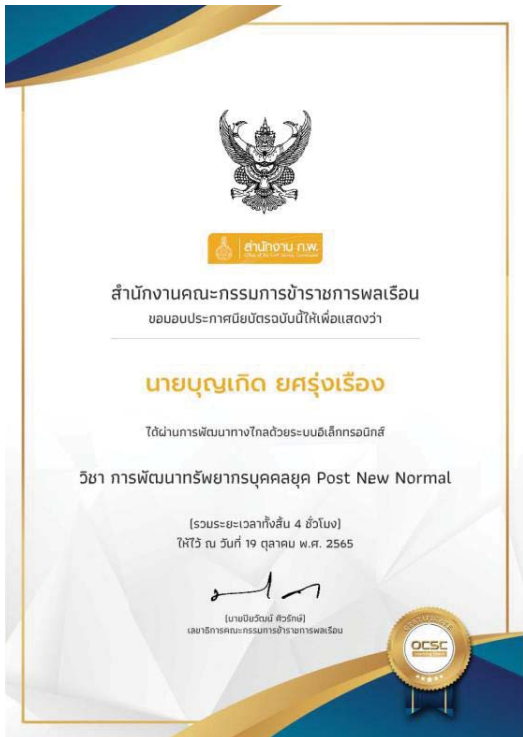 สำนักงาน ก.พ.
Office of the Civil Service Commission
สำนักงานคณะกรรมการข้าราชการพลเรือน
ขอมอบประกาศนียบัตรฉบับนี้ให้เพื่อแสดงว่า
นายบุญเกิด ยศรุ่งเรือง
ได้ผ่านการพัฒนาทางไกลด้วยระบบอิเล็กทรอนิกส์
วิชา การพัฒนาทรัพยากรบุคคลยุค Post New Normal
(รวมระยะเวลาทั้งสิ้น 4 ชั่วโมง)
ให้ไว้ ณ วันที่ 19 ตุลาคม พ.ศ. 2565
(นายปิยวัฒน์ ศิวรักษ์)
เลขาธิการคณะกรรมการข้าราชการพลเรือน
CERTIFICATE
OCSC